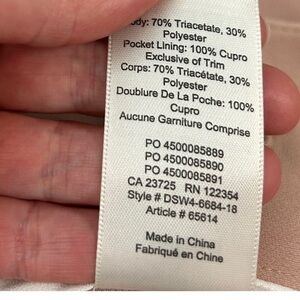 Body: 70% Triacetate, 30%
Polyester
Pocket Lining: 100% Cupro
Exclusive of Trim
Corps: 70% Triacétate, 30%
Polyester
Doublure De La Poche: 100%
Cupro
Aucune Garniture Comprise
PO 4500085889
PO 4500085890
PO 4500085891
CA 23725 RN 122354
Style # DSW4-6684-18
Article # 65614
Made in China
Fabriqué en Chine